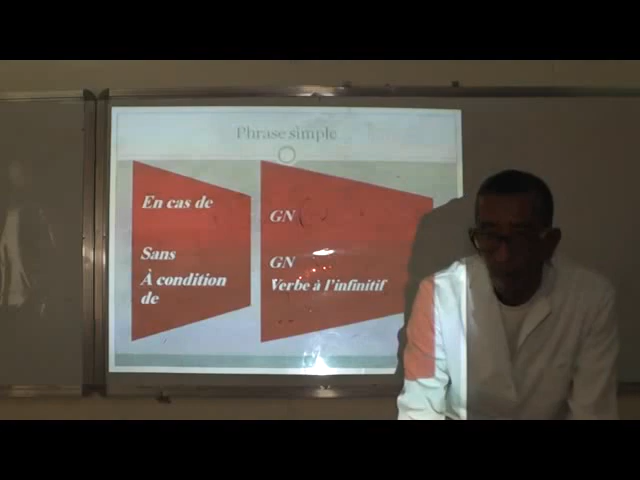 Phrase simple
En cas de
GN
Sans
GN
À condition
de
Verbe à l'infinitif